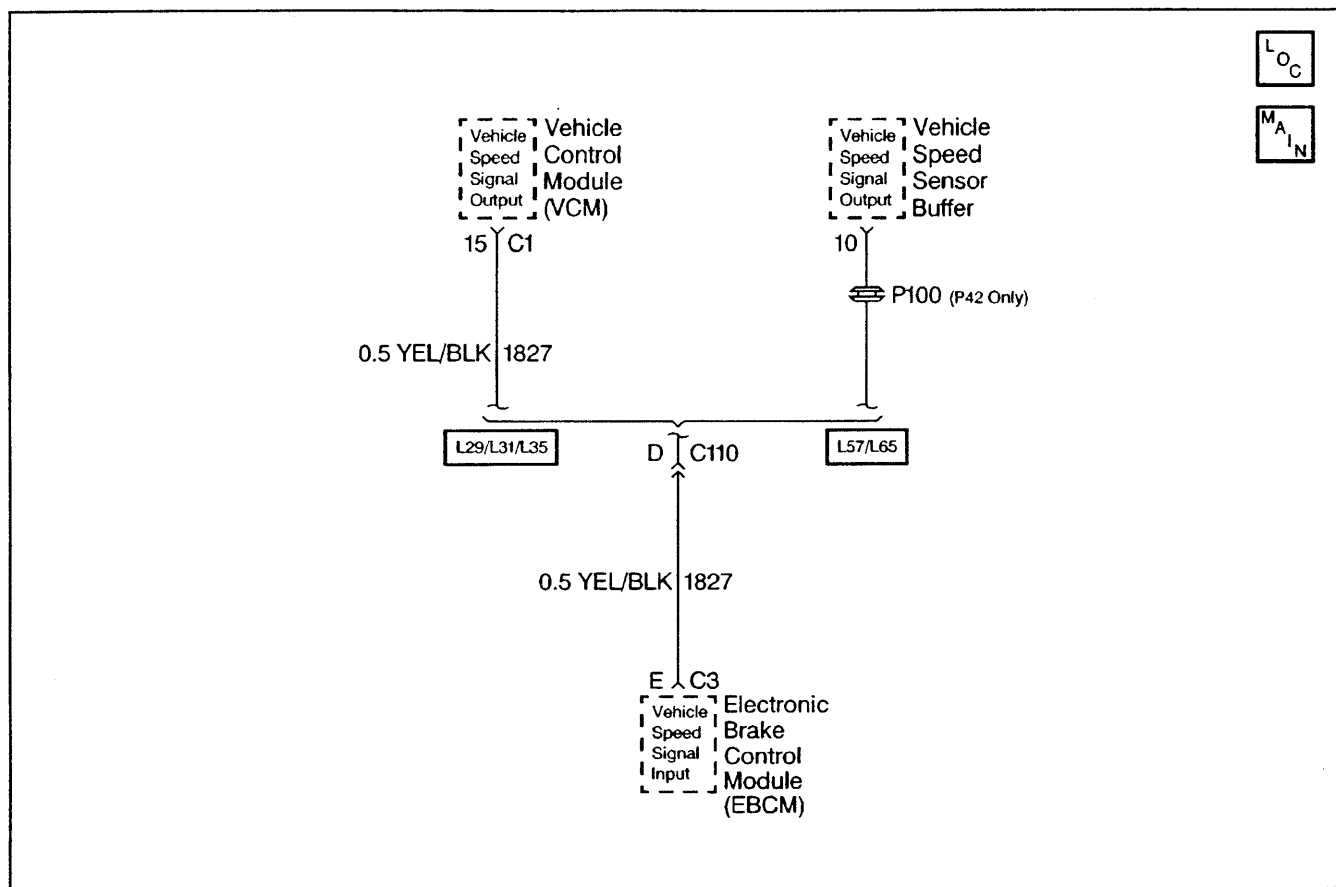 LOC
MAIN
Vehicle
Speed
Signal
Output
Vehicle
Control
Module
(VCM)
Vehicle
Speed
Signal
Output
Vehicle
Speed
Sensor
Buffer
15 C1
10
P100 (P42 Only)
0.5 YEL/BLK 1827
L29/L31/L35
D C110
L57/L65
0.5 YEL/BLK 1827
E C3
Vehicle
Speed
Signal
Input
Electronic
Brake
Control
Module
(EBCM)